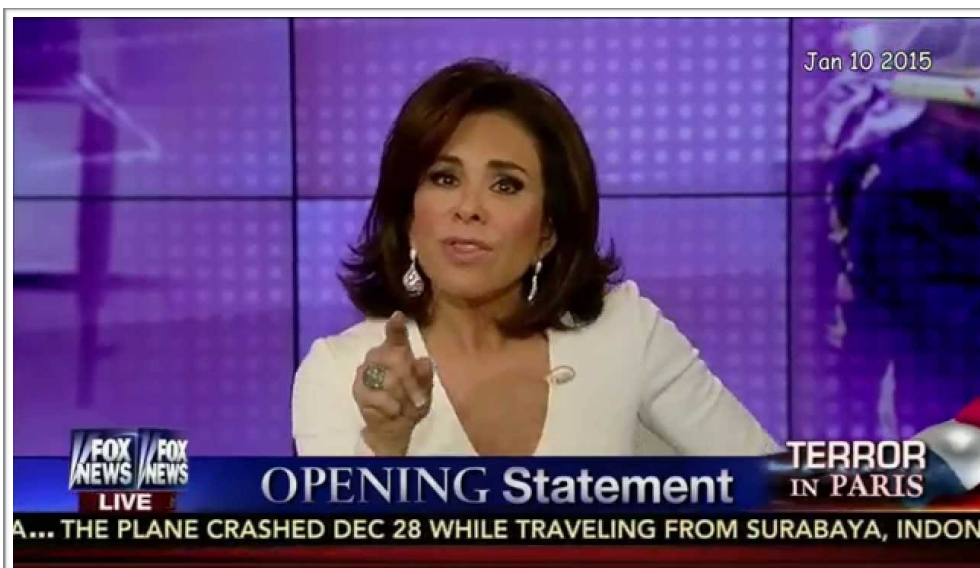 Jan 10 2015
FOX NEWS
FOX NEWS
LIVE
OPENING Statement
TERROR
IN PARIS
A... THE PLANE CRASHED DEC 28 WHILE TRAVELING FROM SURABAYA, INDON